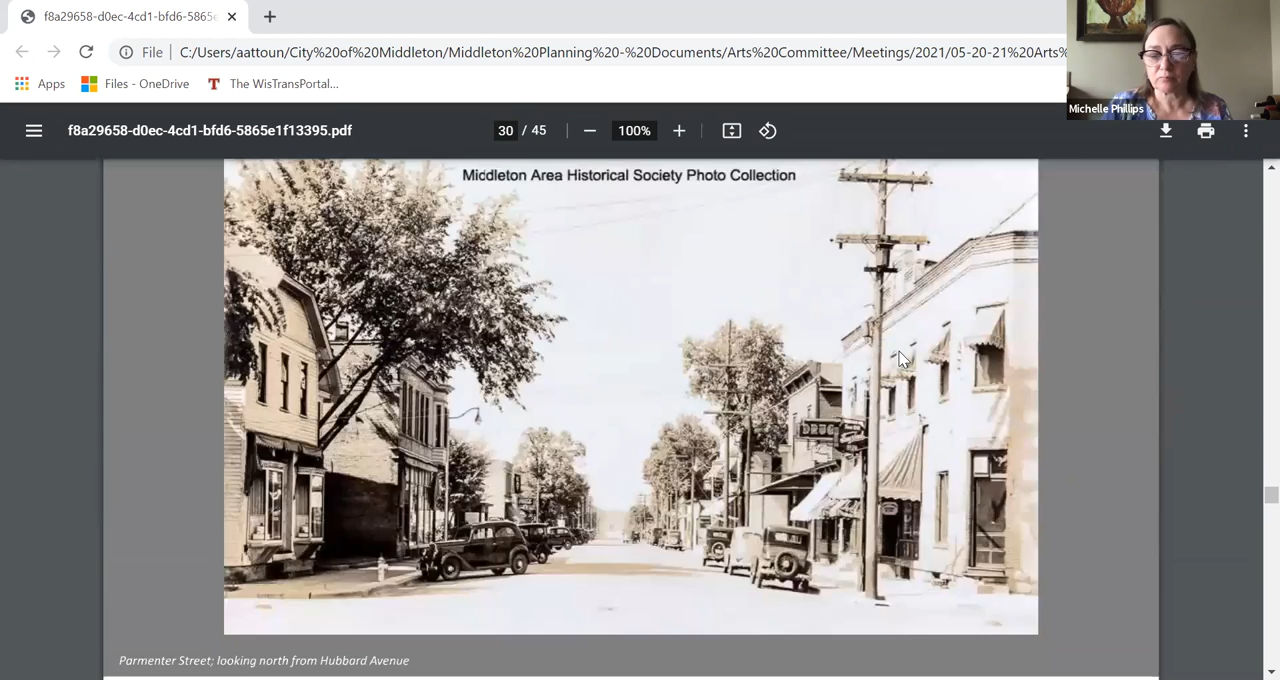 f8a29658-d0ec-4cd1-bfd6-5865e
File
C:/Users/aattoun/City%20of%20Middleton/Middleton%20Planning%20-%20Documents/Arts%20Committee/Meetings/2021/05-20-21%20Arts%
Michelle Phillips
Apps
Files - OneDrive
The WisTransPortal...
f8a29658-d0ec-4cd1-bfd6-5865e1f13395.pdf
30 / 45
100%
Middleton Area Historical Society Photo Collection
DRUG
Parmenter Street; looking north from Hubbard Avenue